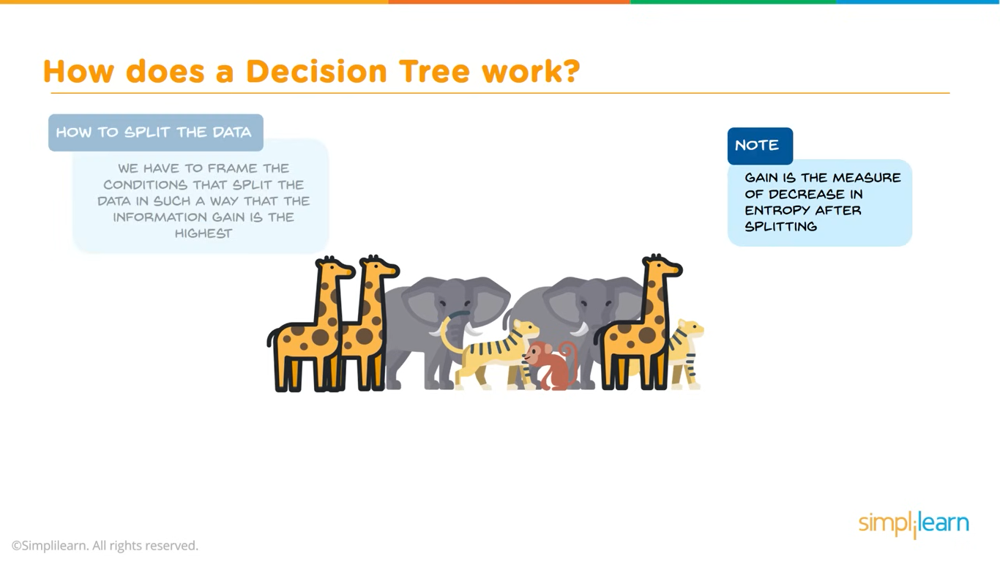 How does a Decision Tree work?
HOW TO SPLIT THE DATA
WE HAVE TO FRAME THE
CONDITIONS THAT SPLIT THE
DATA IN SUCH A WAY THAT THE
INFORMATION GAIN IS THE
HIGHEST
NOTE
GAIN IS THE MEASURE
OF DECREASE IN
ENTROPY AFTER
SPLITTING
simplilearn
©Simplilearn. All rights reserved.